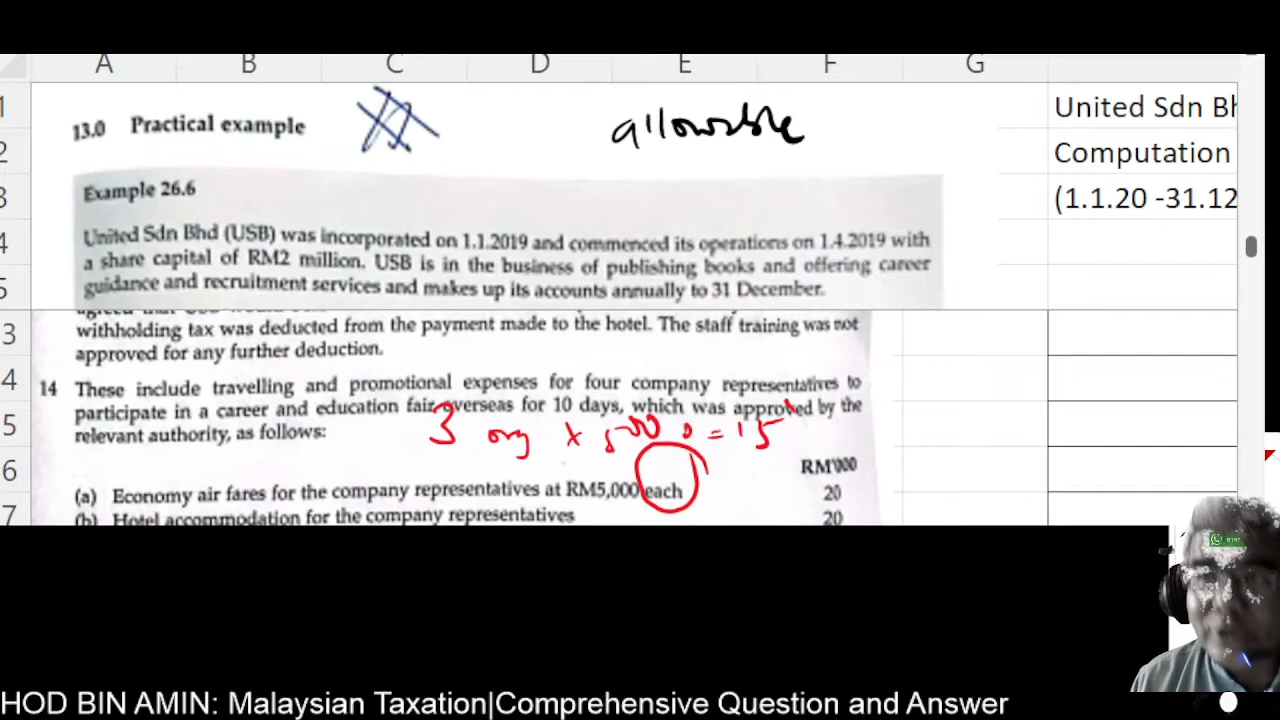 A B C D E F G
1 United Sdn Bh
13.0 Practical example allowable
2 Computation
Example 26.6
3 (1.1.20 -31.12
4
United Sdn Bhd (USB) was incorporated on 1.1.2019 and commenced its operations on 1.4.2019 with
a share capital of RM2 million. USB is in the business of publishing books and offering career
5
guidance and recruitment services and makes up its accounts annually to 31 December.
withholding tax was deducted from the payment made to the hotel. The staff training was not
3
approved for any further deduction.
4
14 These include travelling and promotional expenses for four company representatives to
participate in a career and education fair overseas for 10 days, which was approved by the
5
relevant authority, as follows:
3 org x 5000 = 15
6 RM'000
(a) Economy air fares for the company representatives at RM5,000 each 20
7
(b) Hotel accommodation for the company representatives 20
HOD BIN AMIN: Malaysian Taxation|Comprehensive Question and Answer